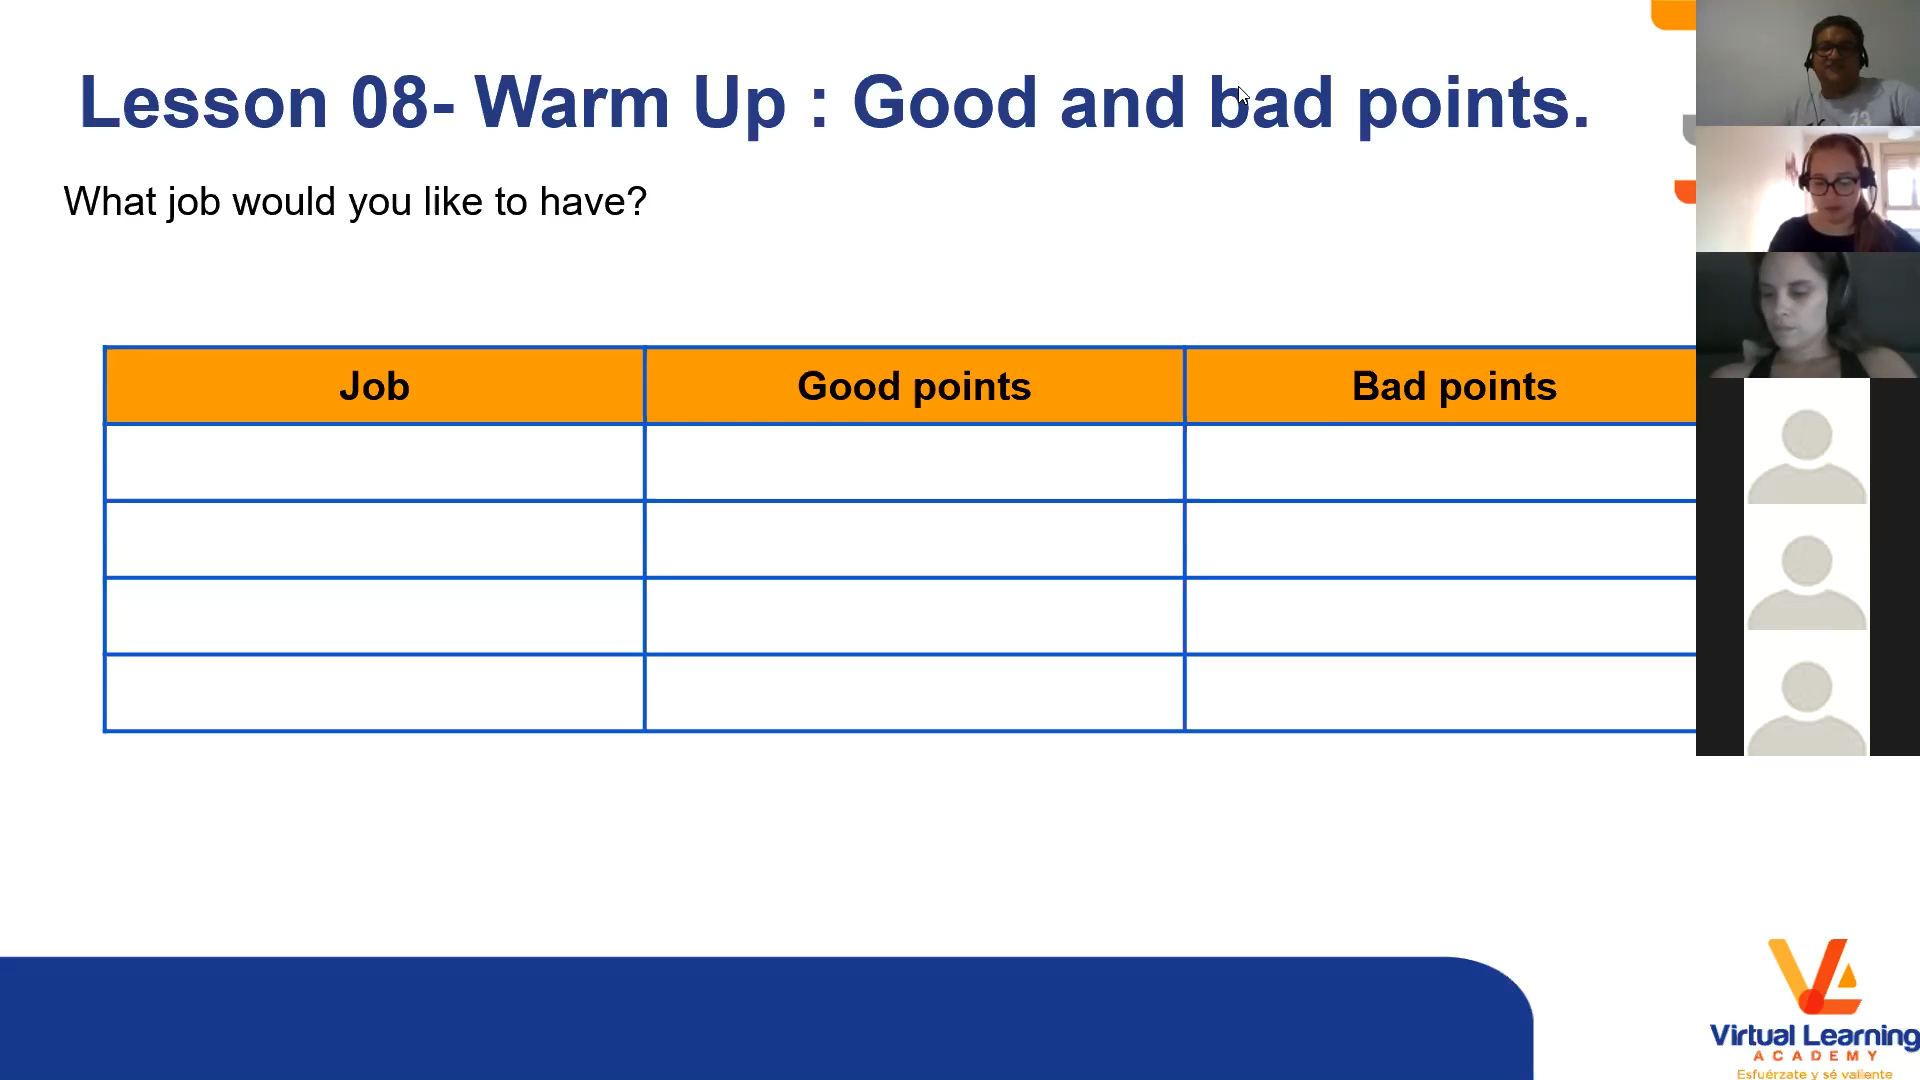 Lesson 08- Warm Up : Good and bad points.
What job would you like to have?
Job Good points Bad points
Virtual Learning
ACADEMY
Esfuérzate y sé valiente